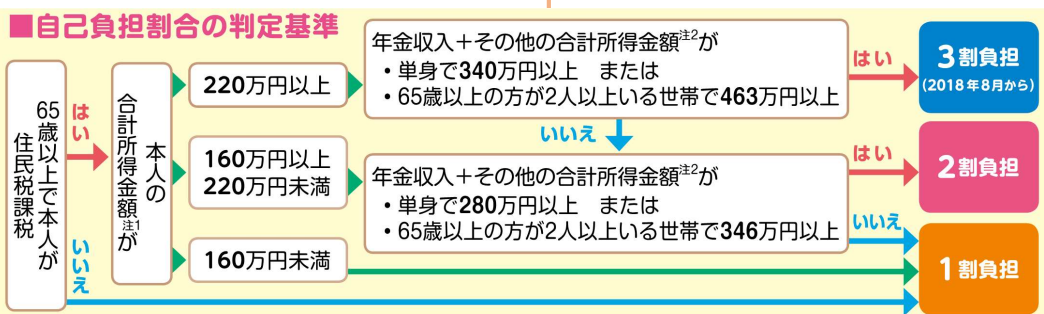 ■自己負担割合の判定基準
65歳以上で本人が
住民税課税
はい
いいえ
本人の
合計所得金額注1が
220万円以上
160万円以上
220万円未満
160万円未満
年金収入＋その他の合計所得金額注2が
・単身で340万円以上　または
・65歳以上の方が2人以上いる世帯で463万円以上
はい
いいえ
年金収入＋その他の合計所得金額注2が
・単身で280万円以上　または
・65歳以上の方が2人以上いる世帯で346万円以上
はい
いいえ
3割負担
(2018年8月から)
2割負担
1割負担